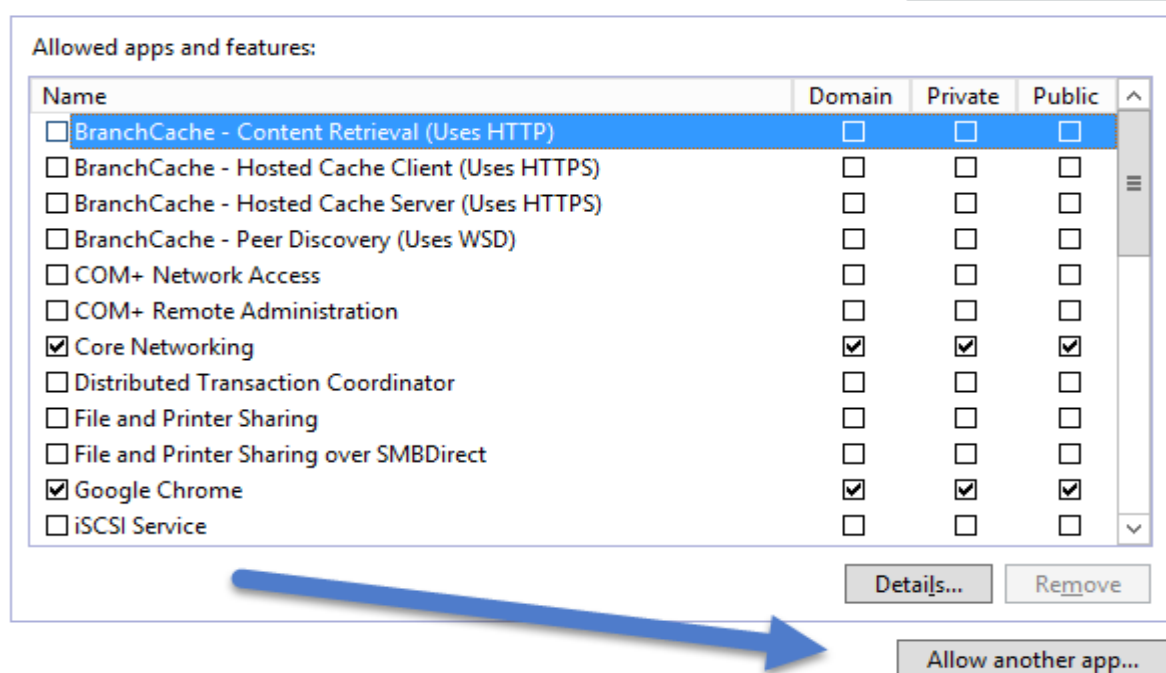 Allowed apps and features:
Name Domain Private Public
BranchCache - Content Retrieval (Uses HTTP)
BranchCache - Hosted Cache Client (Uses HTTPS)
BranchCache - Hosted Cache Server (Uses HTTPS)
BranchCache - Peer Discovery (Uses WSD)
COM+ Network Access
COM+ Remote Administration
Core Networking
Distributed Transaction Coordinator
File and Printer Sharing
File and Printer Sharing over SMBDirect
Google Chrome
iSCSI Service
Details... Remove
Allow another app...